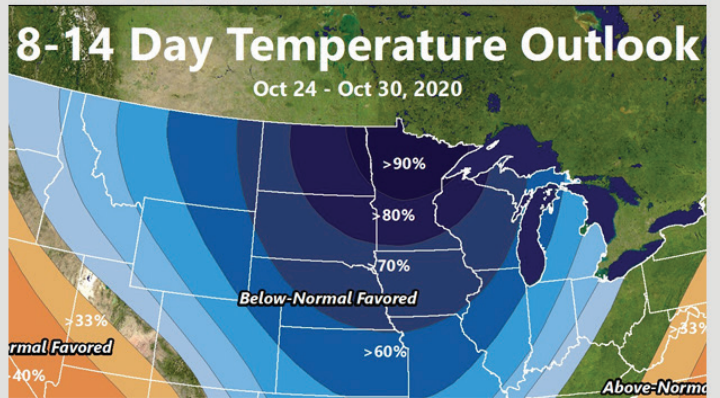 8-14 Day Temperature Outlook
Oct 24 - Oct 30, 2020
>90%
>80%
70%
Below-Normal Favored
>33%
>33%
rmal Favored
>60%
-40%
Above-Norma